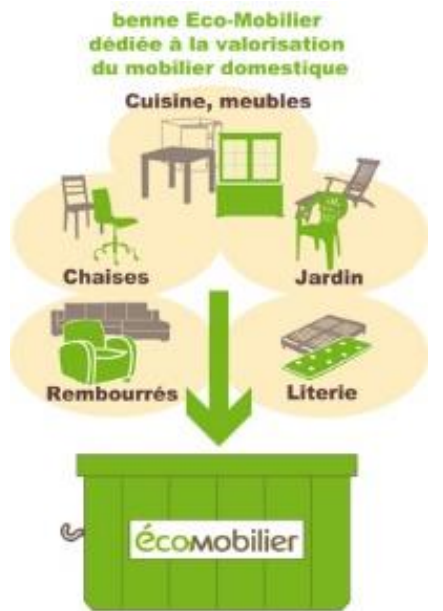 benne Eco-Mobilier
dédiée à la valorisation
du mobilier domestique
Cuisine, meubles
Chaises
Jardin
Rembourrés
Literie
écomobilier